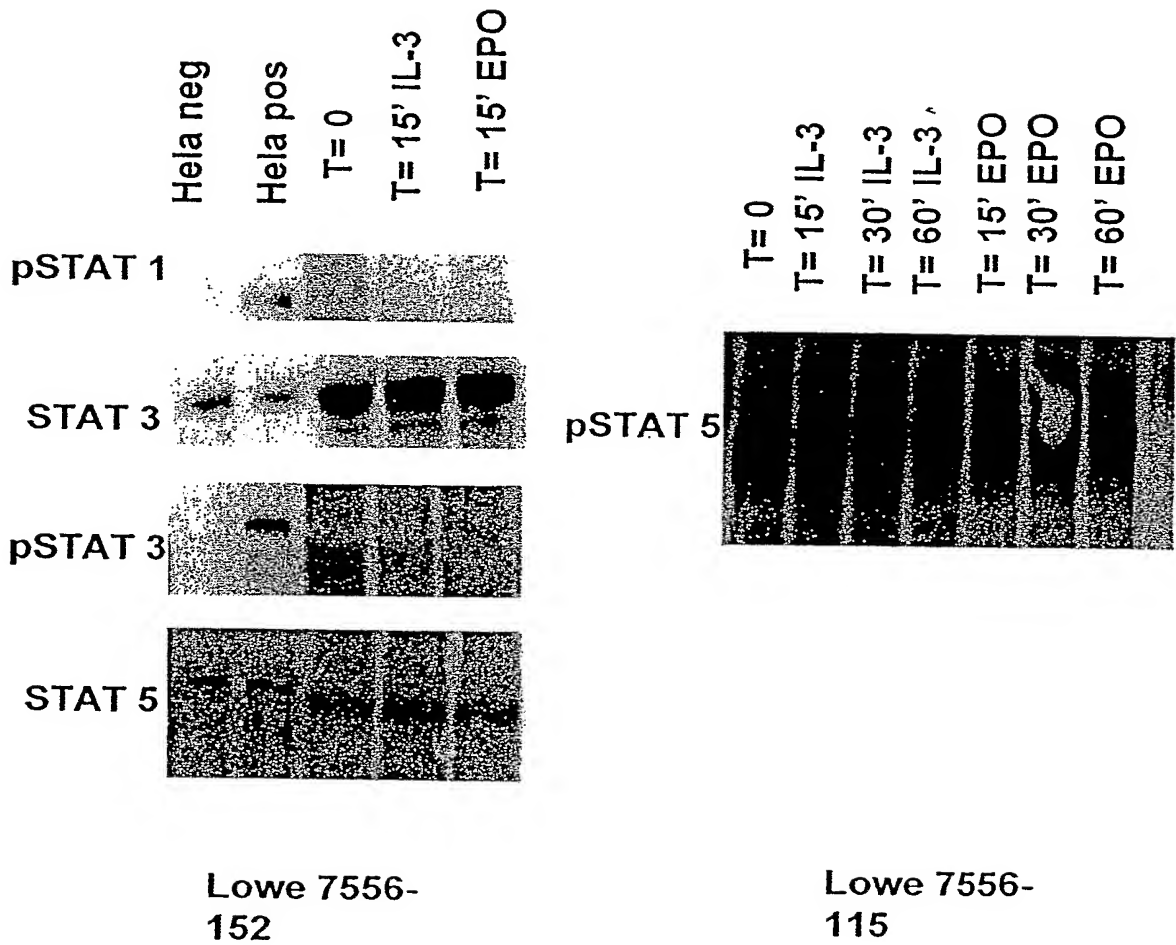 Hela neg
Hela pos
T= 0
T= 15' IL-3
T= 15' EPO
pSTAT 1
STAT 3
pSTAT 3
STAT 5
Lowe 7556-
152
T= 0
T= 15' IL-3
T= 30' IL-3
T= 60' IL-3
T= 15' EPO
T= 30' EPO
T= 60' EPO
pSTAT 5
Lowe 7556-
115